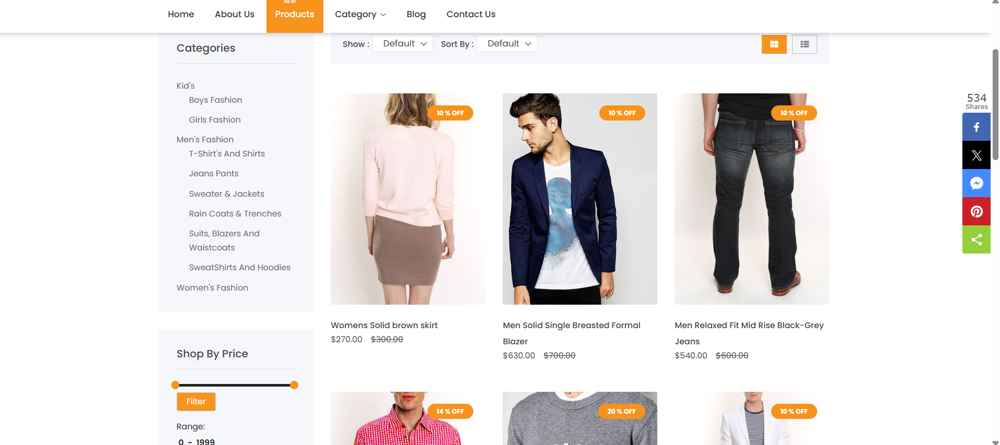 NEW
Home
About Us
Products
Category
Blog
Contact Us
Categories
Kid's
Boys Fashion
Girls Fashion
Men's Fashion
T-Shirt's And Shirts
Jeans Pants
Sweater & Jackets
Rain Coats & Trenches
Suits, Blazers And
Waistcoats
SweatShirts And Hoodies
Women's Fashion
Shop By Price
Filter
Range:
0 - 1999
Show : Default
Sort By : Default
10 % OFF
Womens Solid brown skirt
$270.00 $300.00
10 % OFF
Men Solid Single Breasted Formal
Blazer
$630.00 $700.00
10 % OFF
Men Relaxed Fit Mid Rise Black-Grey
Jeans
$540.00 $600.00
14 % OFF
20 % OFF
10 % OFF
534
Shares